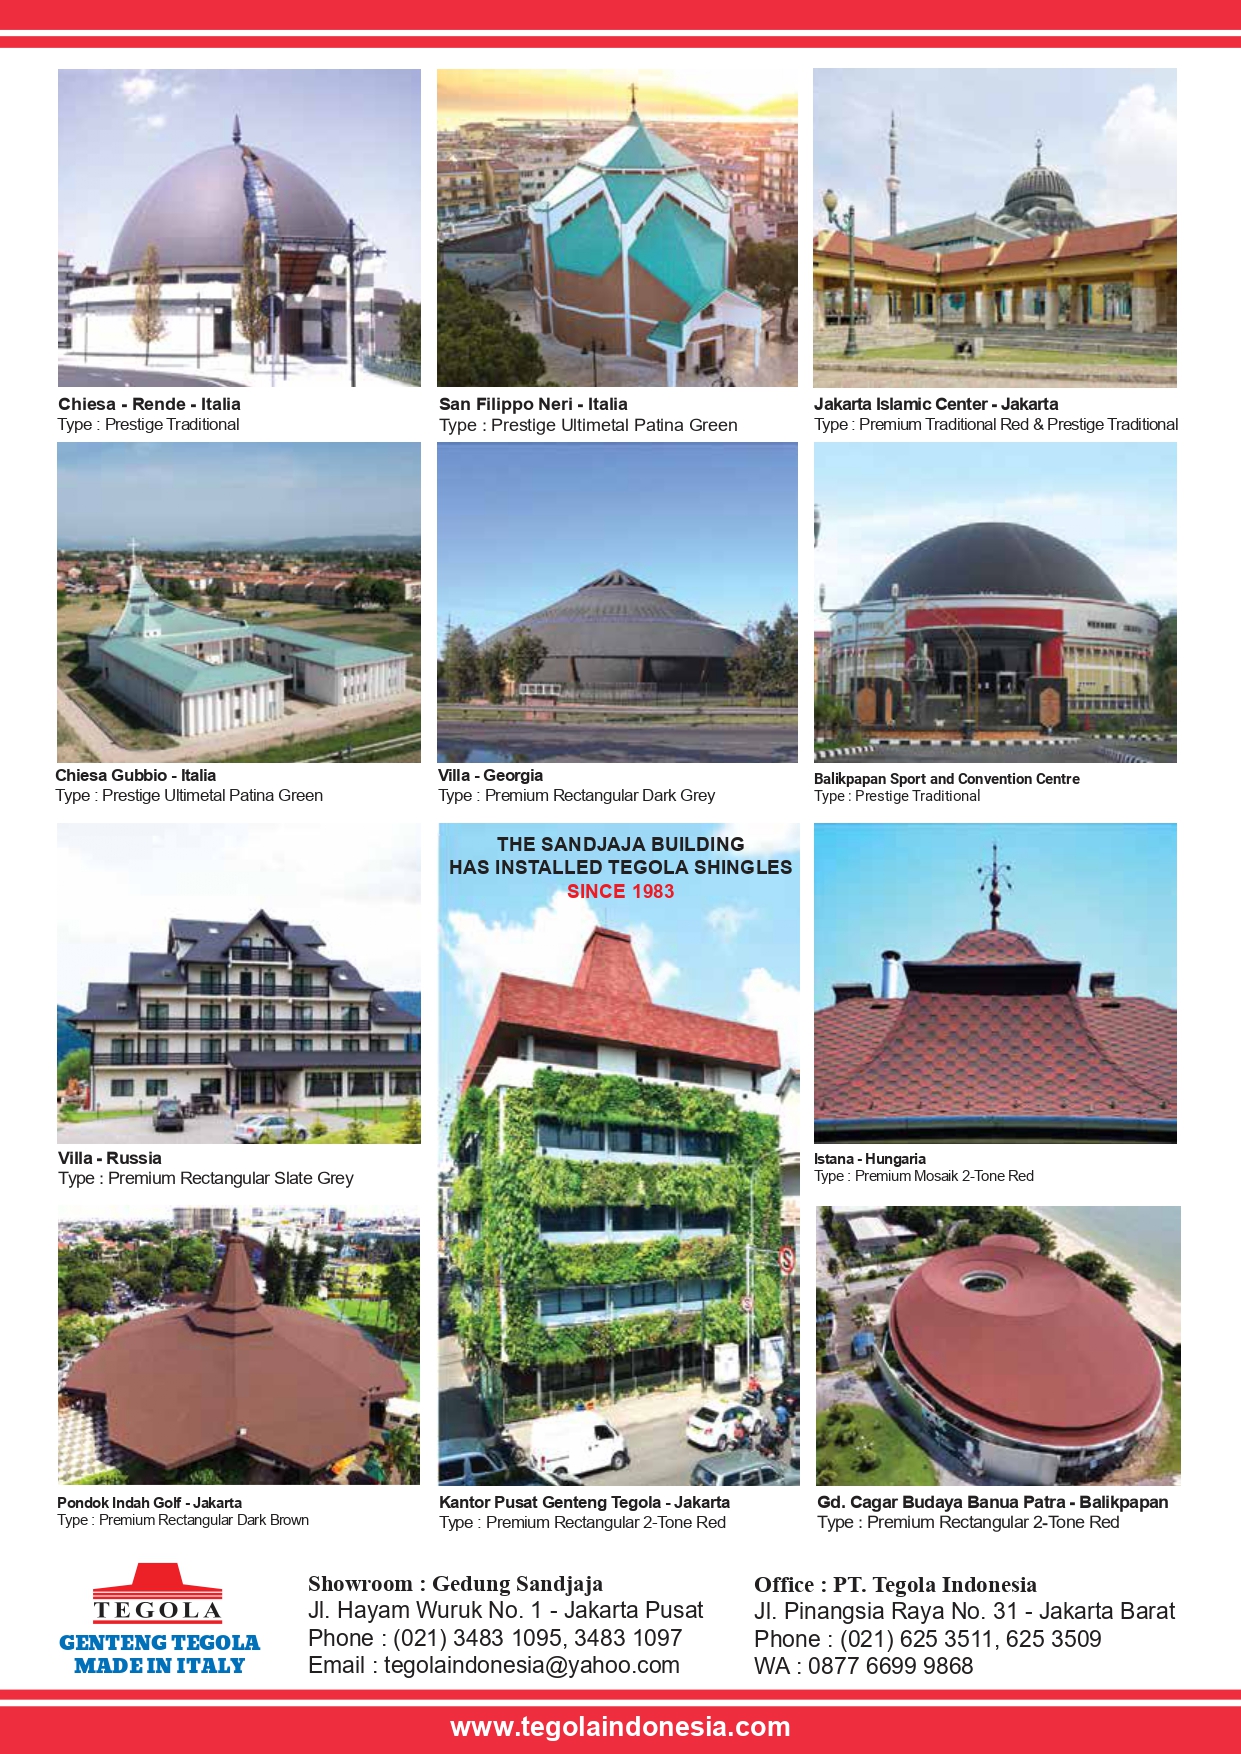 Chiesa - Rende - Italia
Type : Prestige Traditional
San Filippo Neri - Italia
Type : Prestige Ultimetal Patina Green
Jakarta Islamic Center - Jakarta
Type : Premium Traditional Red & Prestige Traditional
Chiesa Gubbio - Italia
Type : Prestige Ultimetal Patina Green
Villa - Georgia
Type : Premium Rectangular Dark Grey
Balikpapan Sport and Convention Centre
Type : Prestige Traditional
Villa - Russia
Type : Premium Rectangular Slate Grey
THE SANDJAJA BUILDING
HAS INSTALLED TEGOLA SHINGLES
SINCE 1983
Istana - Hungaria
Type : Premium Mosaik 2-Tone Red
Pondok Indah Golf - Jakarta
Type : Premium Rectangular Dark Brown
Kantor Pusat Genteng Tegola - Jakarta
Type : Premium Rectangular 2-Tone Red
Gd. Cagar Budaya Banua Patra - Balikpapan
Type : Premium Rectangular 2-Tone Red
TEGOLA
GENTENG TEGOLA
MADE IN ITALY
Showroom : Gedung Sandjaja
Jl. Hayam Wuruk No. 1 - Jakarta Pusat
Phone : (021) 3483 1095, 3483 1097
Email : tegolaindonesia@yahoo.com
Office : PT. Tegola Indonesia
Jl. Pinangsia Raya No. 31 - Jakarta Barat
Phone : (021) 625 3511, 625 3509
WA : 0877 6699 9868
www.tegolaindonesia.com